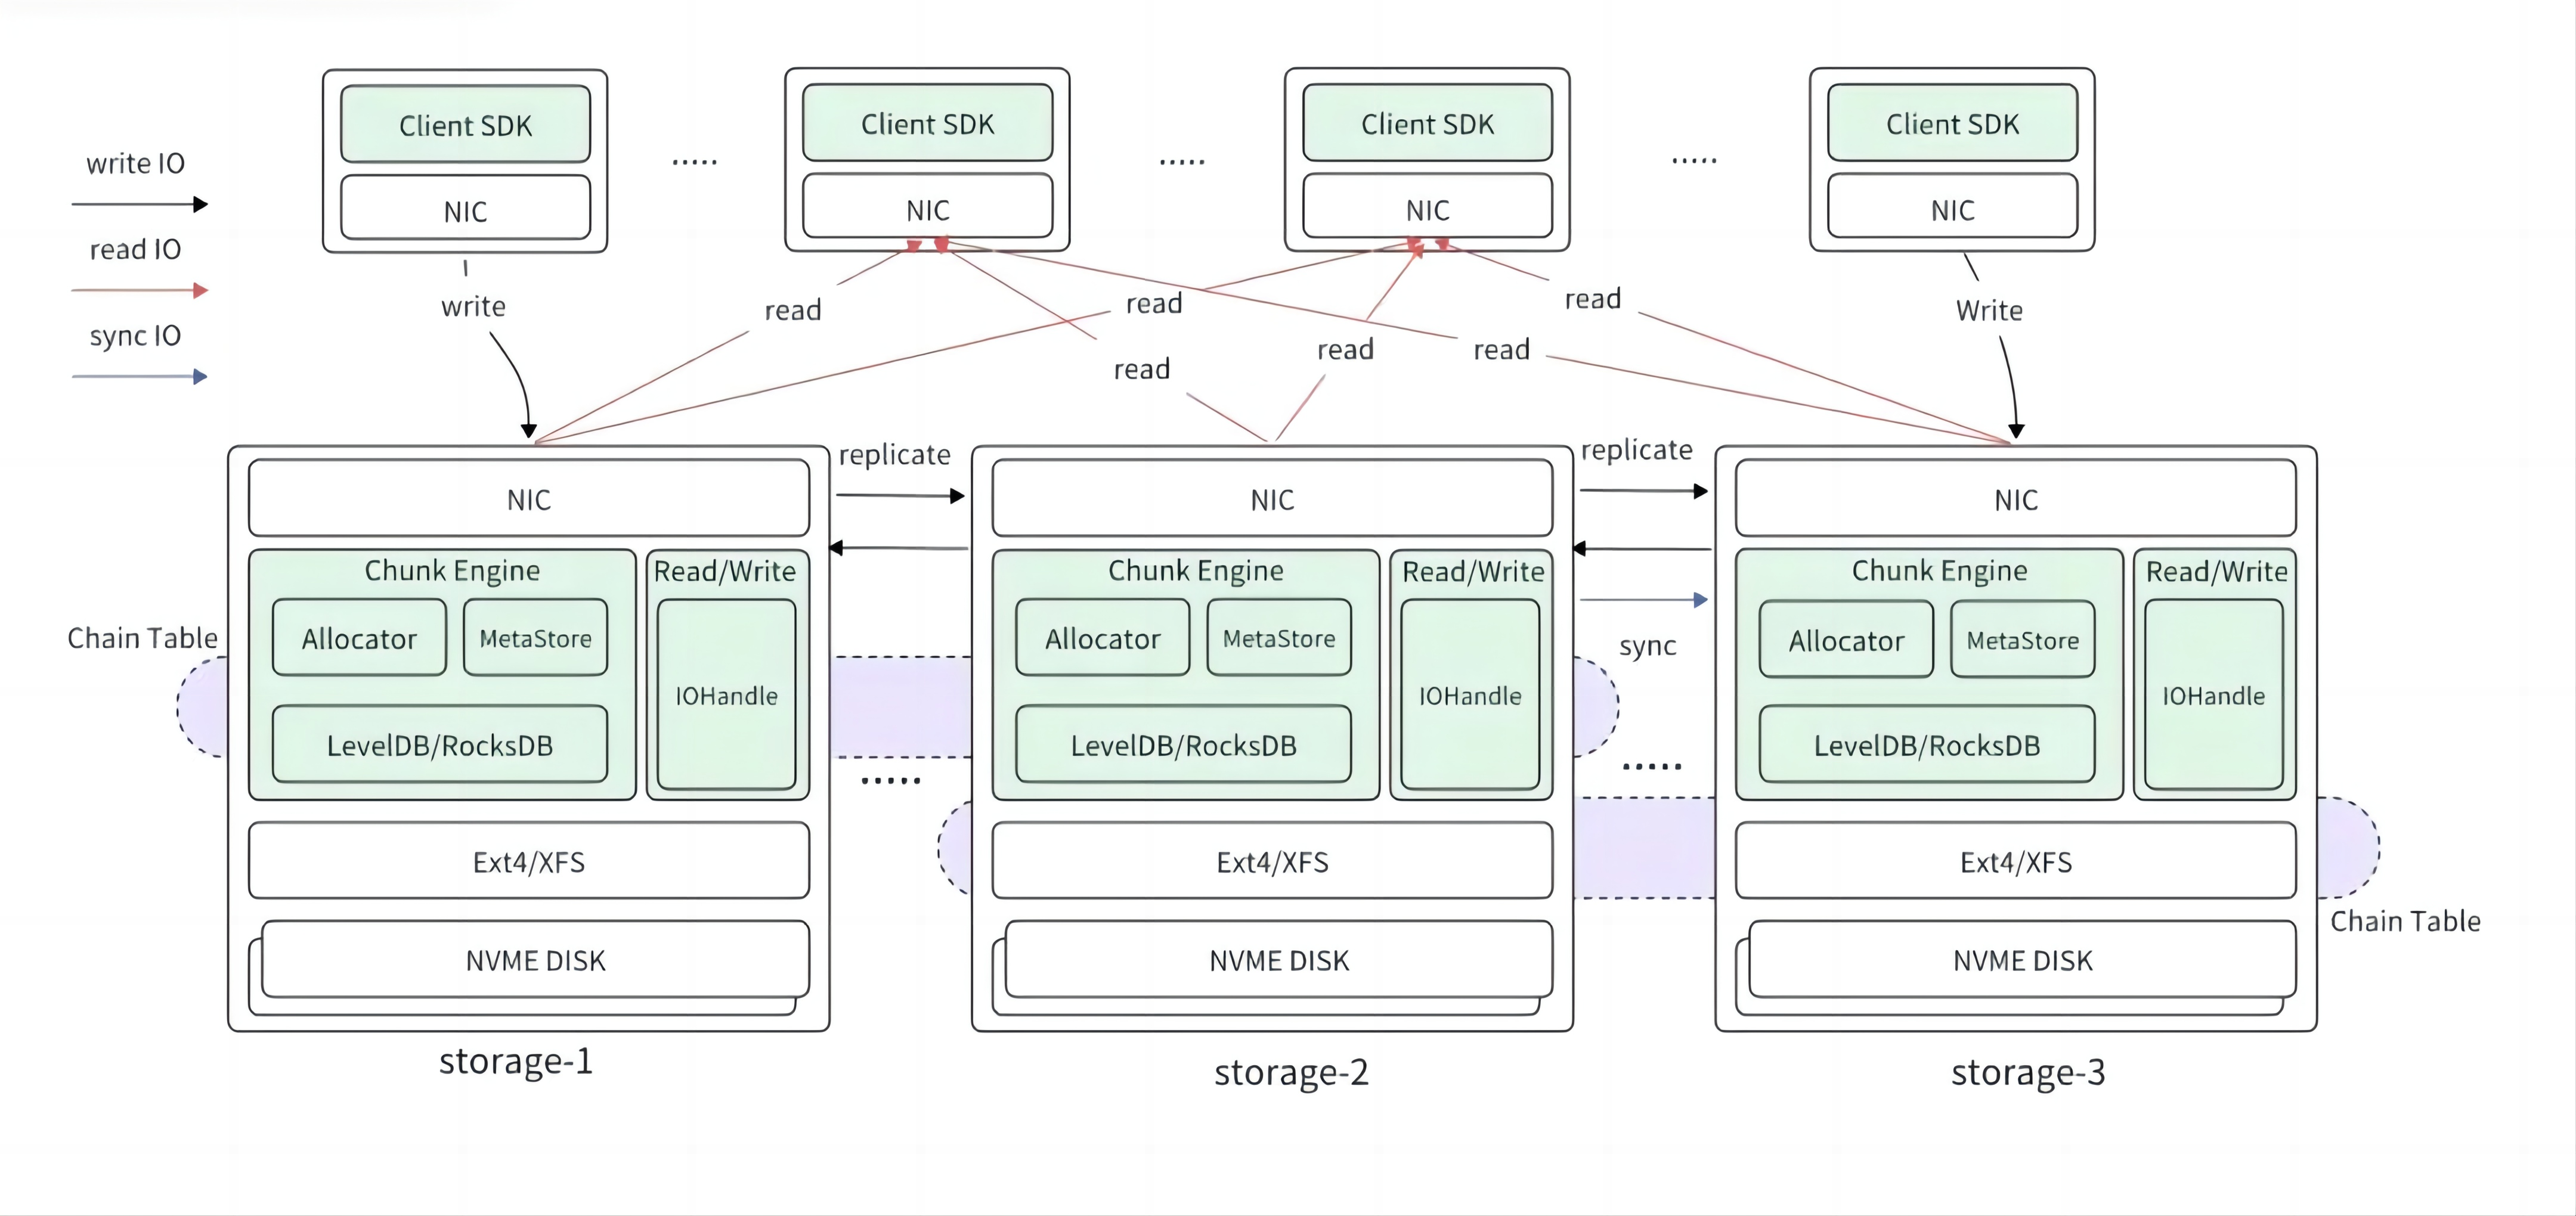 Client SDK
Client SDK
Client SDK
Client SDK
.....
.....
.....
NIC
NIC
NIC
NIC
write IO
read IO
sync IO
write
read
read
read
Write
read
read
read
replicate
replicate
NIC
NIC
NIC
Chunk Engine
Read/Write
Allocator
MetaStore
IOHandle
LevelDB/RocksDB
Chunk Engine
Read/Write
Allocator
MetaStore
IOHandle
LevelDB/RocksDB
Chunk Engine
Read/Write
Allocator
MetaStore
IOHandle
LevelDB/RocksDB
Chain Table
sync
.....
.....
Ext4/XFS
Ext4/XFS
Ext4/XFS
Chain Table
NVME DISK
NVME DISK
NVME DISK
storage-1
storage-2
storage-3